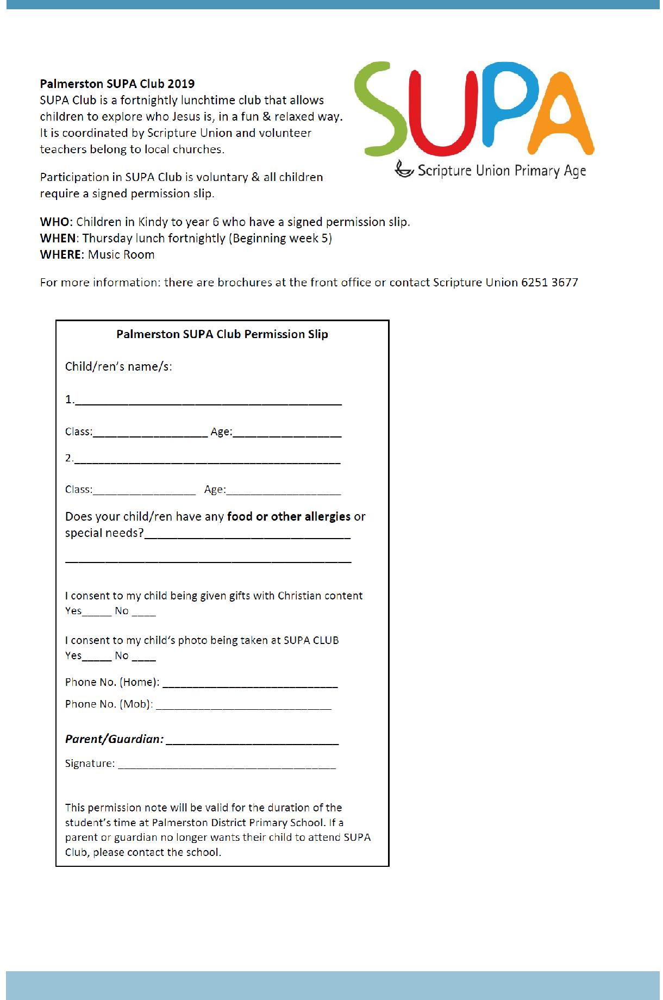 Palmerston SUPA Club 2019
SUPA Club is a fortnightly lunchtime club that allows
children to explore who Jesus is, in a fun & relaxed way.
It is coordinated by Scripture Union and volunteer
teachers belong to local churches.
SUPA
Scripture Union Primary Age
Participation in SUPA Club is voluntary & all children
require a signed permission slip.
WHO: Children in Kindy to year 6 who have a signed permission slip.
WHEN: Thursday lunch fortnightly (Beginning week 5)
WHERE: Music Room
For more information: there are brochures at the front office or contact Scripture Union 6251 3677
Palmerston SUPA Club Permission Slip
Child/ren’s name/s:
1.________________________________________
Class:___________________ Age:__________________
2.________________________________________
Class:_________________ Age:___________________
Does your child/ren have any food or other allergies or
special needs?_______________________________
___________________________________________
I consent to my child being given gifts with Christian content
Yes_____ No ____
I consent to my child‘s photo being taken at SUPA CLUB
Yes_____ No ____
Phone No. (Home): _____________________________
Phone No. (Mob): _____________________________
Parent/Guardian: __________________________
Signature: ____________________________________
This permission note will be valid for the duration of the
student’s time at Palmerston District Primary School. If a
parent or guardian no longer wants their child to attend SUPA
Club, please contact the school.